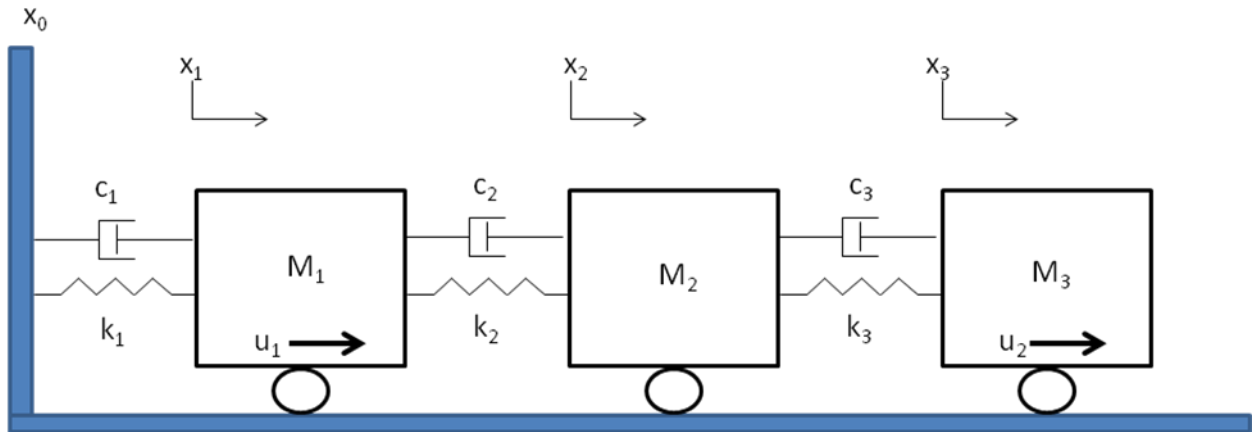 x₀
x₁ x₂ x₃
c₁ c₂ c₃
M₁ M₂ M₃
k₁ u₁ k₂ k₃ u₂